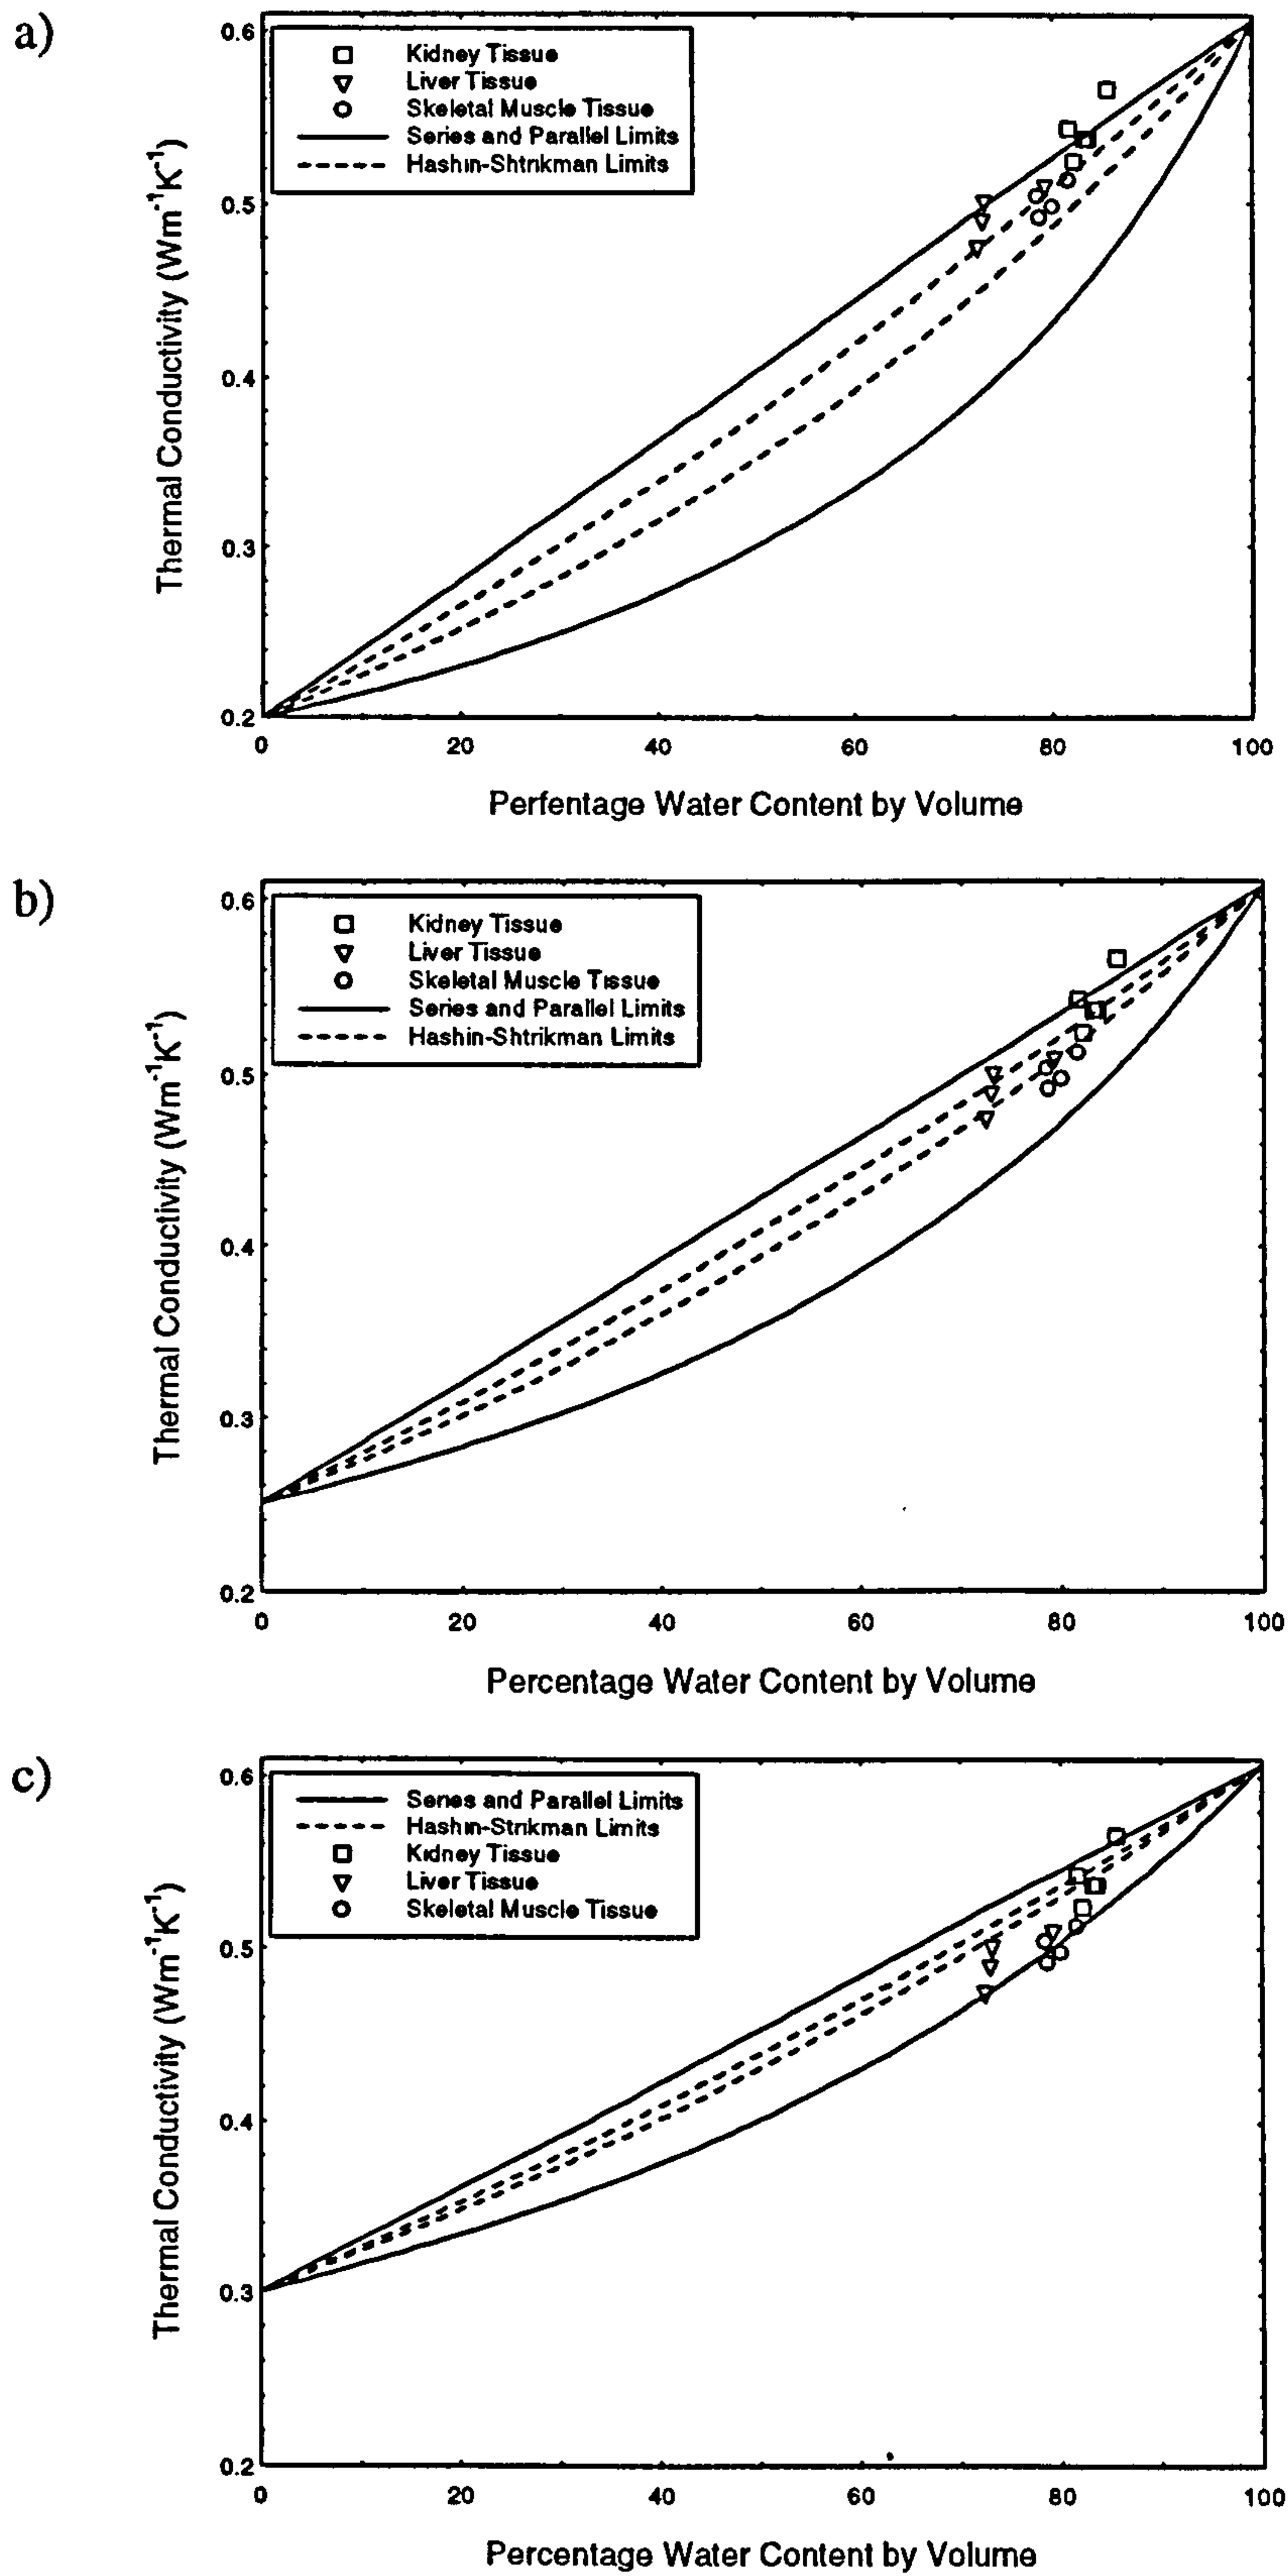 a)
0.6
0.5
0.4
0.3
0.2
Thermal Conductivity (Wm⁻¹K⁻¹)
Kidney Tissue
Liver Tissue
Skeletal Muscle Tissue
Series and Parallel Limits
Hashin-Shtrikman Limits
0 20 40 60 80 100
Perfentage Water Content by Volume
b)
0.6
0.5
0.4
0.3
0.2
Thermal Conductivity (Wm⁻¹K⁻¹)
Kidney Tissue
Liver Tissue
Skeletal Muscle Tissue
Series and Parallel Limits
Hashin-Shtrikman Limits
0 20 40 60 80 100
Percentage Water Content by Volume
c)
0.6
0.5
0.4
0.3
0.2
Thermal Conductivity (Wm⁻¹K⁻¹)
Series and Parallel Limits
Hashin-Strikman Limits
Kidney Tissue
Liver Tissue
Skeletal Muscle Tissue
0 20 40 60 80 100
Percentage Water Content by Volume